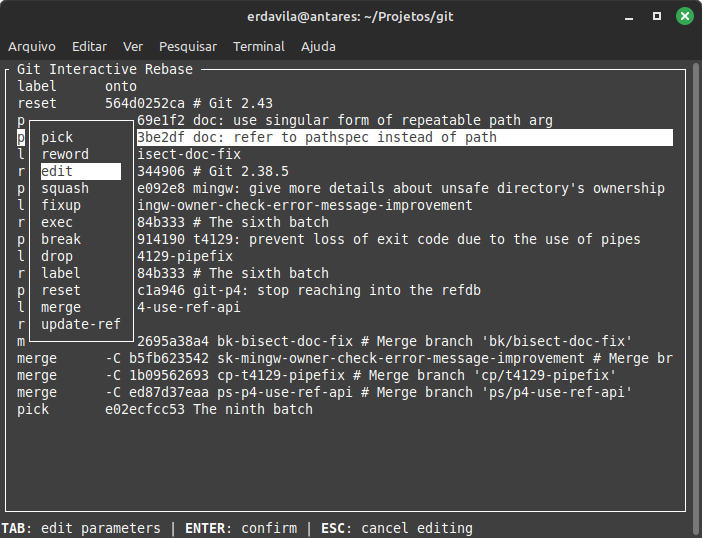 erdavila@antares: ~/Projetos/git
Arquivo Editar Ver Pesquisar Terminal Ajuda
Git Interactive Rebase
label onto
reset 564d0252ca # Git 2.43
p 69e1f2 doc: use singular form of repeatable path arg
p pick 3be2df doc: refer to pathspec instead of path
l reword isect-doc-fix
r edit 344906 # Git 2.38.5
p squash e092e8 mingw: give more details about unsafe directory's ownership
l fixup ingw-owner-check-error-message-improvement
r exec 84b333 # The sixth batch
p break 914190 t4129: prevent loss of exit code due to the use of pipes
l drop 4129-pipefix
r label 84b333 # The sixth batch
p reset c1a946 git-p4: stop reaching into the refdb
l merge 4-use-ref-api
r update-ref
m 2695a38a4 bk-bisect-doc-fix # Merge branch 'bk/bisect-doc-fix'
merge -C b5fb623542 sk-mingw-owner-check-error-message-improvement # Merge br
merge -C 1b09562693 cp-t4129-pipefix # Merge branch 'cp/t4129-pipefix'
merge -C ed87d37eaa ps-p4-use-ref-api # Merge branch 'ps/p4-use-ref-api'
pick e02ecfcc53 The ninth batch
TAB: edit parameters | ENTER: confirm | ESC: cancel editing